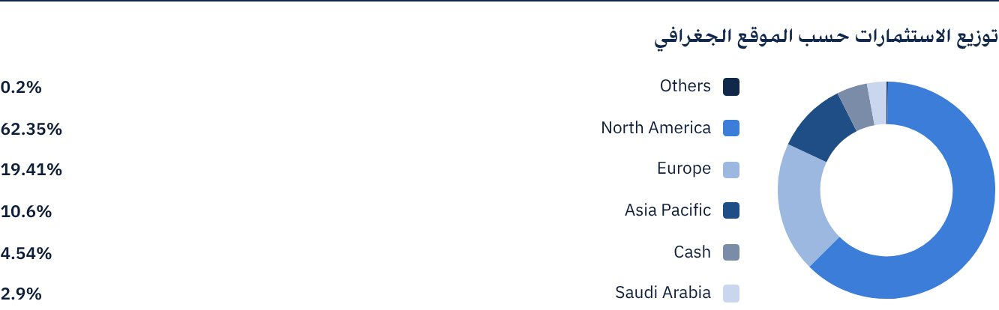 توزيع الاستثمارات حسب الموقع الجغرافي
Others 0.2%
North America 62.35%
Europe 19.41%
Asia Pacific 10.6%
Cash 4.54%
Saudi Arabia 2.9%